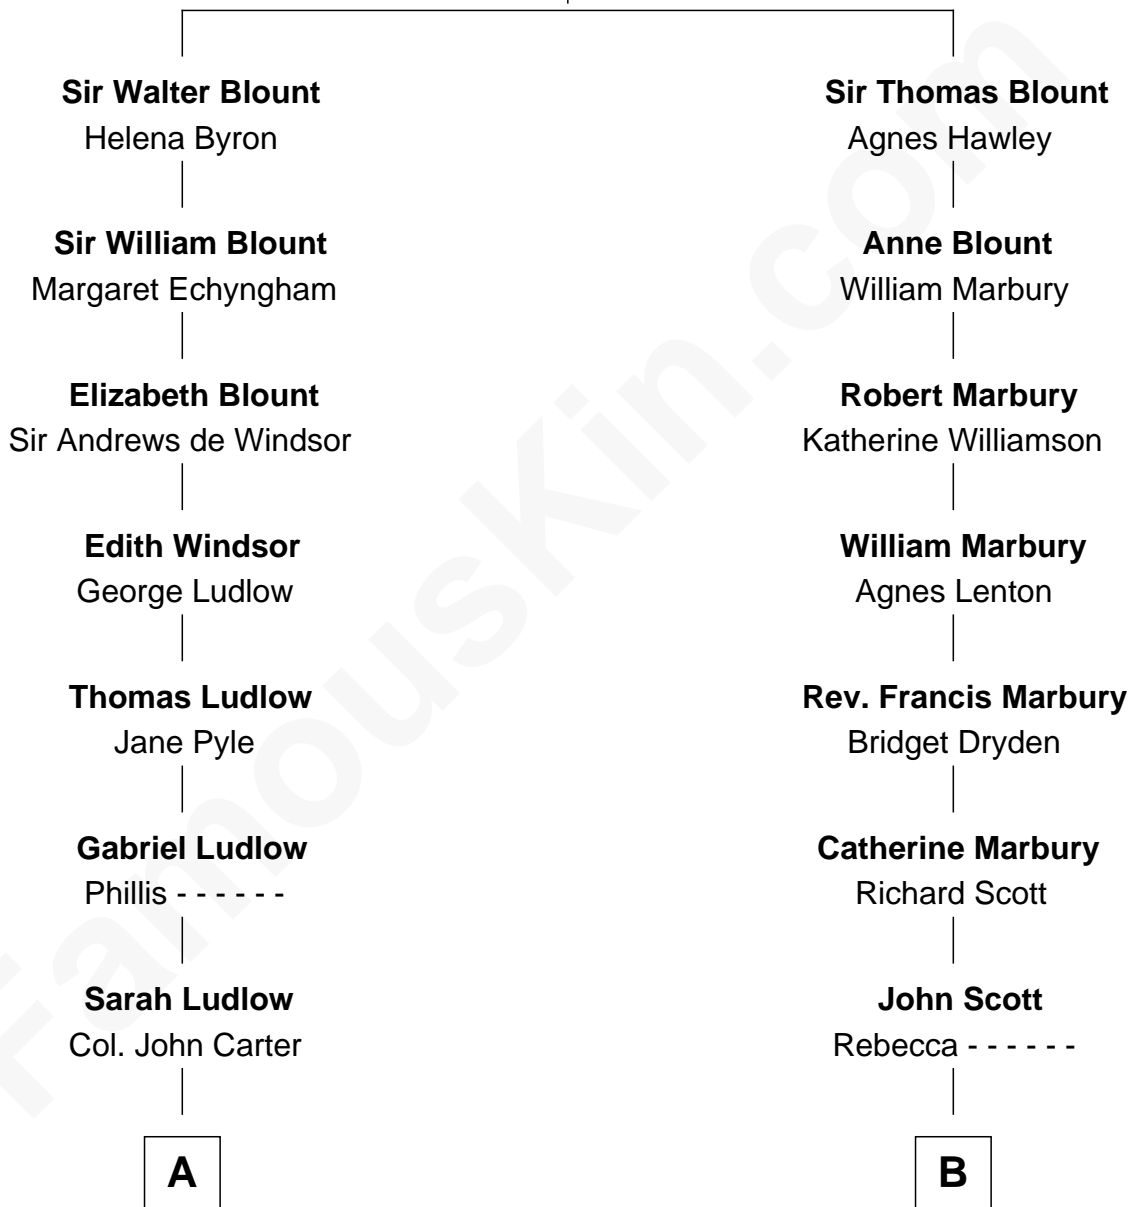 Sir Walter Blount
Helena Byron
Sir William Blount
Margaret Echyngham
Elizabeth Blount
Sir Andrews de Windsor
Edith Windsor
George Ludlow
Thomas Ludlow
Jane Pyle
Gabriel Ludlow
Phillis - - - - - -
Sarah Ludlow
Col. John Carter
A
Sir Thomas Blount
Agnes Hawley
Anne Blount
William Marbury
Robert Marbury
Katherine Williamson
William Marbury
Agnes Lenton
Rev. Francis Marbury
Bridget Dryden
Catherine Marbury
Richard Scott
John Scott
Rebecca - - - - - -
B
FamousKin.com